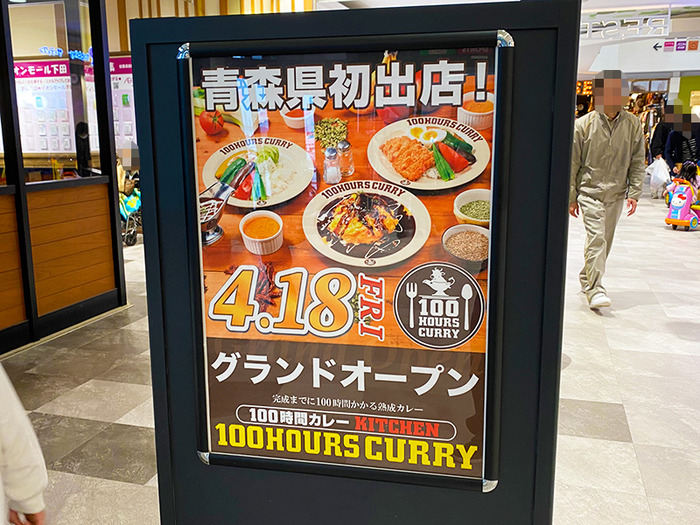 青森県初出店！
100HOURS CURRY
100HOURS CURRY
100HOURS CURRY
4.18 FRI
100
HOURS
CURRY
グランドオープン
完成までに100時間かかる熟成カレー
100時間カレー KITCHEN
100HOURS CURRY
イオンモール下田
BEST